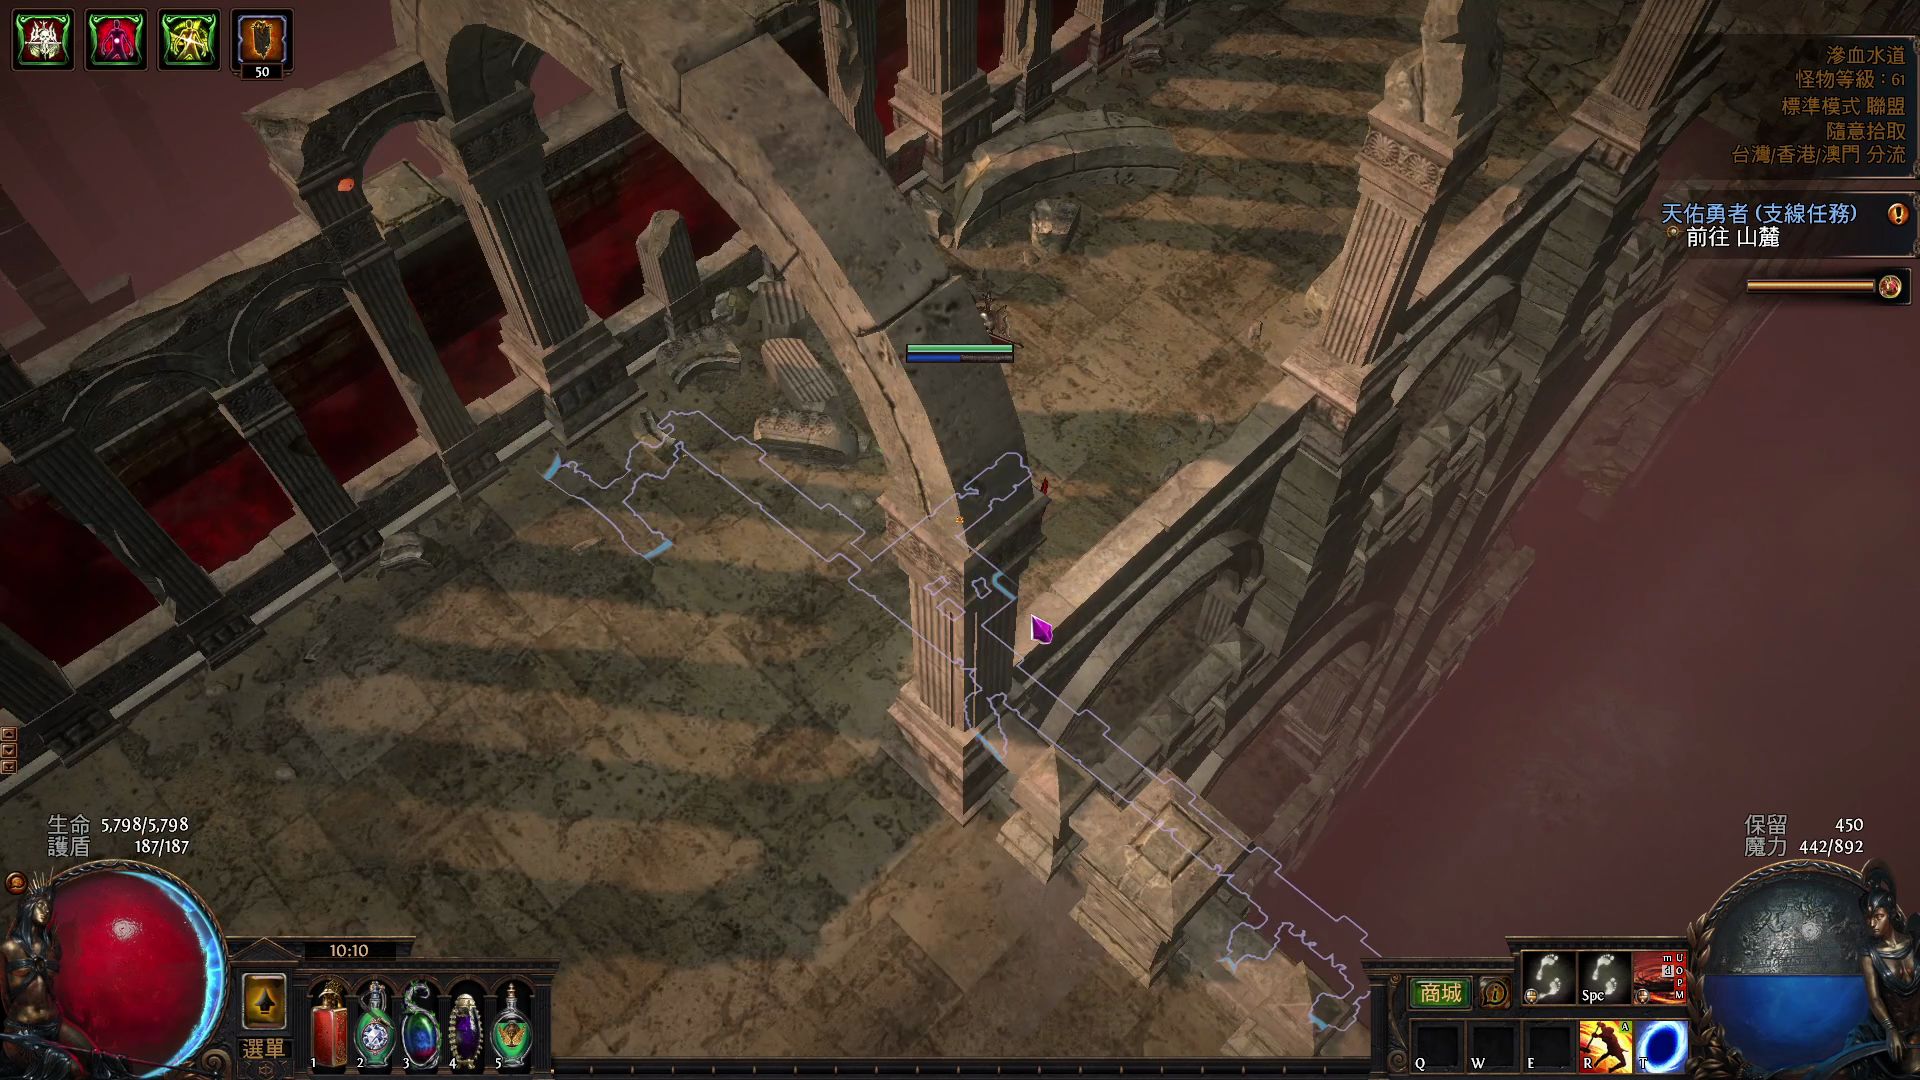 50
滲血水道
怪物等級：61
標準模式 聯盟
隨意拾取
台灣/香港/澳門 分流
天佑勇者 (支線任務)
前往 山麓
生命 5,798/5,798
護盾 187/187
保留 450
魔力 442/892
10:10
選單
1 2 3 4 5
商城
Spc
m U
d O
P
M
A
Q W E R T